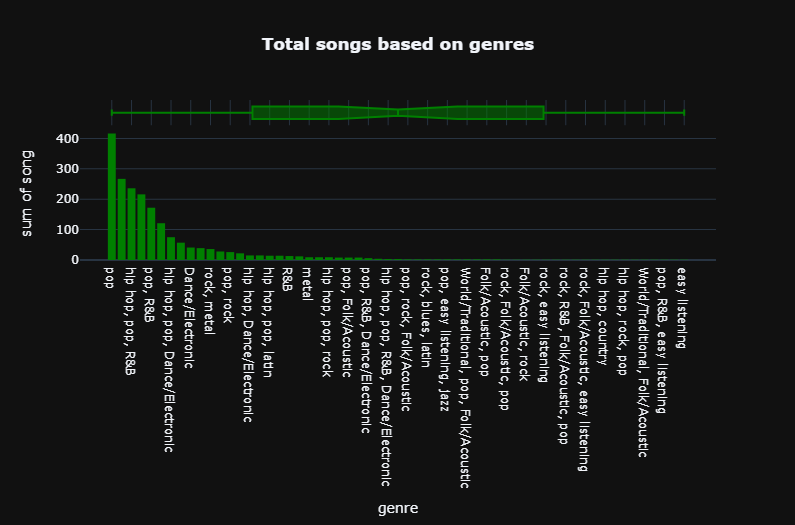 Total songs based on genres
sum of song
400
300
200
100
0
pop
hip hop, pop, R&B
pop, R&B
hip hop, pop, Dance/Electronic
Dance/Electronic
rock, metal
pop, rock
hip hop, Dance/Electronic
hip hop, pop, latin
R&B
metal
hip hop, pop, rock
pop, Folk/Acoustic
pop, R&B, Dance/Electronic
hip hop, pop, R&B, Dance/Electronic
pop, rock, Folk/Acoustic
rock, blues, latin
pop, easy listening, jazz
World/Traditional, pop, Folk/Acoustic
Folk/Acoustic, pop
rock, Folk/Acoustic, pop
Folk/Acoustic, rock
rock, easy listening
rock, R&B, Folk/Acoustic, pop
rock, Folk/Acoustic, easy listening
hip hop, country
hip hop, rock, pop
World/Traditional, Folk/Acoustic
pop, R&B, easy listening
easy listening
genre